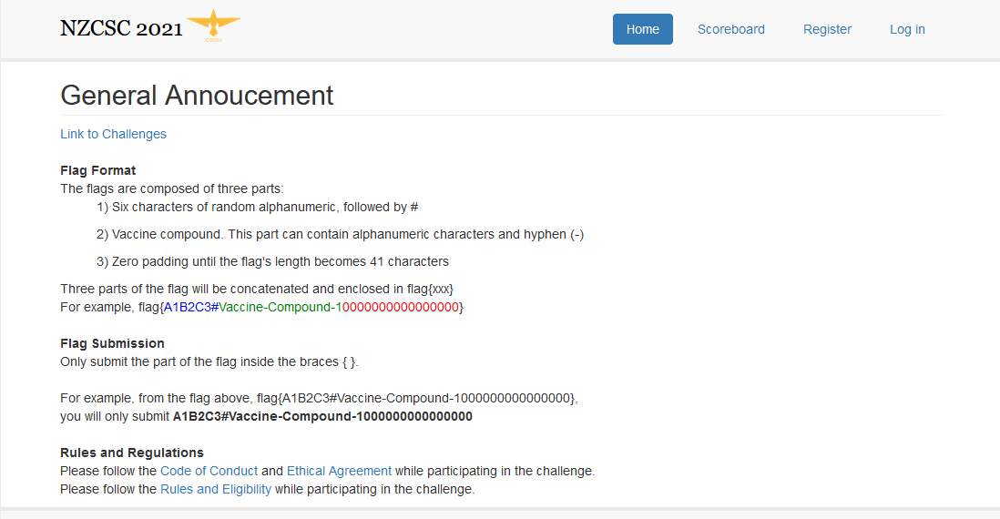 NZCSC 2021
Home
Scoreboard
Register
Log in
General Annoucement
Link to Challenges
Flag Format
The flags are composed of three parts:
1) Six characters of random alphanumeric, followed by #
2) Vaccine compound. This part can contain alphanumeric characters and hyphen (-)
3) Zero padding until the flag's length becomes 41 characters
Three parts of the flag will be concatenated and enclosed in flag{xxx}
For example, flag{A1B2C3#Vaccine-Compound-10000000000000000}
Flag Submission
Only submit the part of the flag inside the braces { }.
For example, from the flag above, flag{A1B2C3#Vaccine-Compound-10000000000000000},
you will only submit A1B2C3#Vaccine-Compound-10000000000000000
Rules and Regulations
Please follow the Code of Conduct and Ethical Agreement while participating in the challenge.
Please follow the Rules and Eligibility while participating in the challenge.